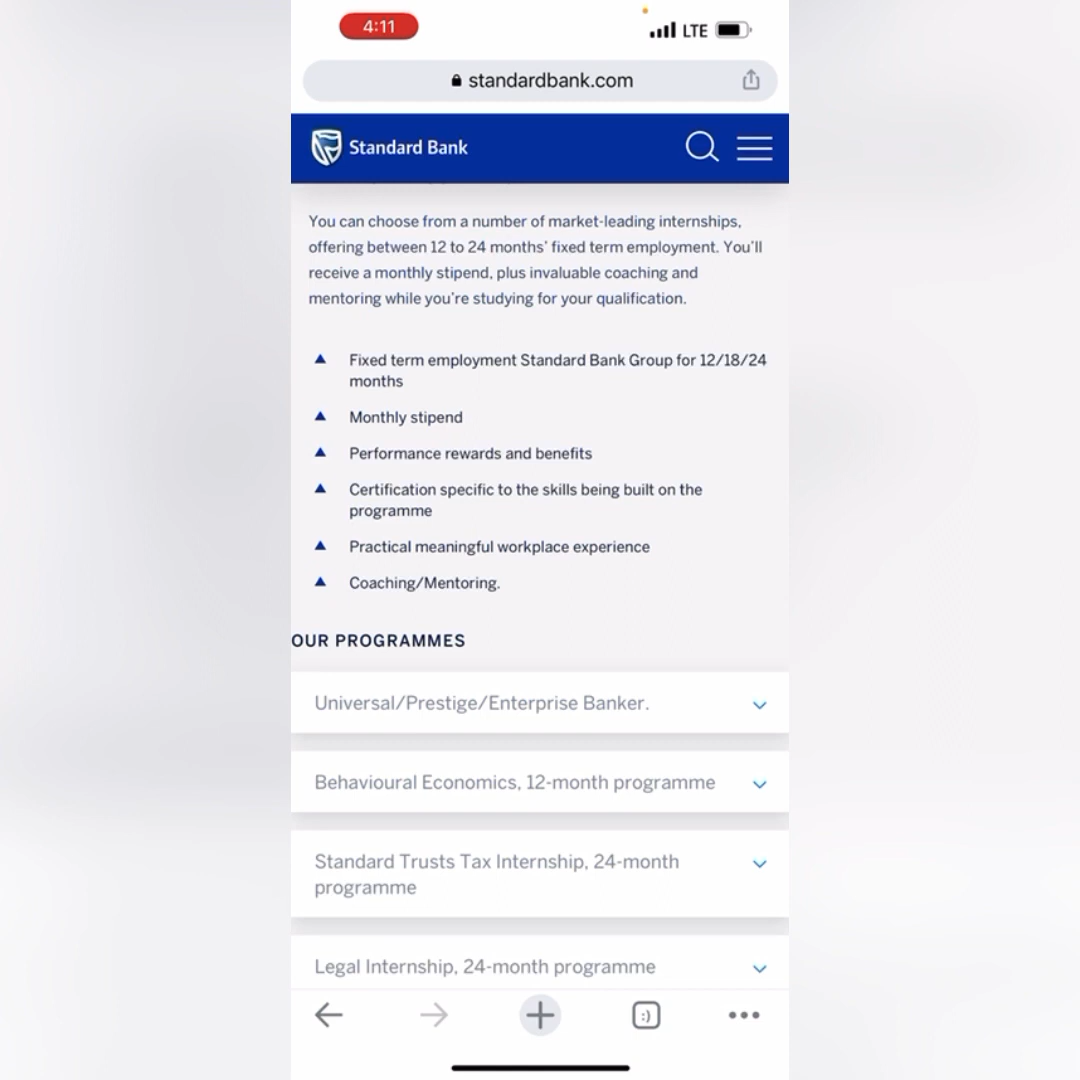 4:11
LTE
standardbank.com
Standard Bank
You can choose from a number of market-leading internships,
offering between 12 to 24 months' fixed term employment. You'll
receive a monthly stipend, plus invaluable coaching and
mentoring while you're studying for your qualification.
Fixed term employment Standard Bank Group for 12/18/24
months
Monthly stipend
Performance rewards and benefits
Certification specific to the skills being built on the
programme
Practical meaningful workplace experience
Coaching/Mentoring.
OUR PROGRAMMES
Universal/Prestige/Enterprise Banker.
Behavioural Economics, 12-month programme
Standard Trusts Tax Internship, 24-month
programme
Legal Internship, 24-month programme
:)